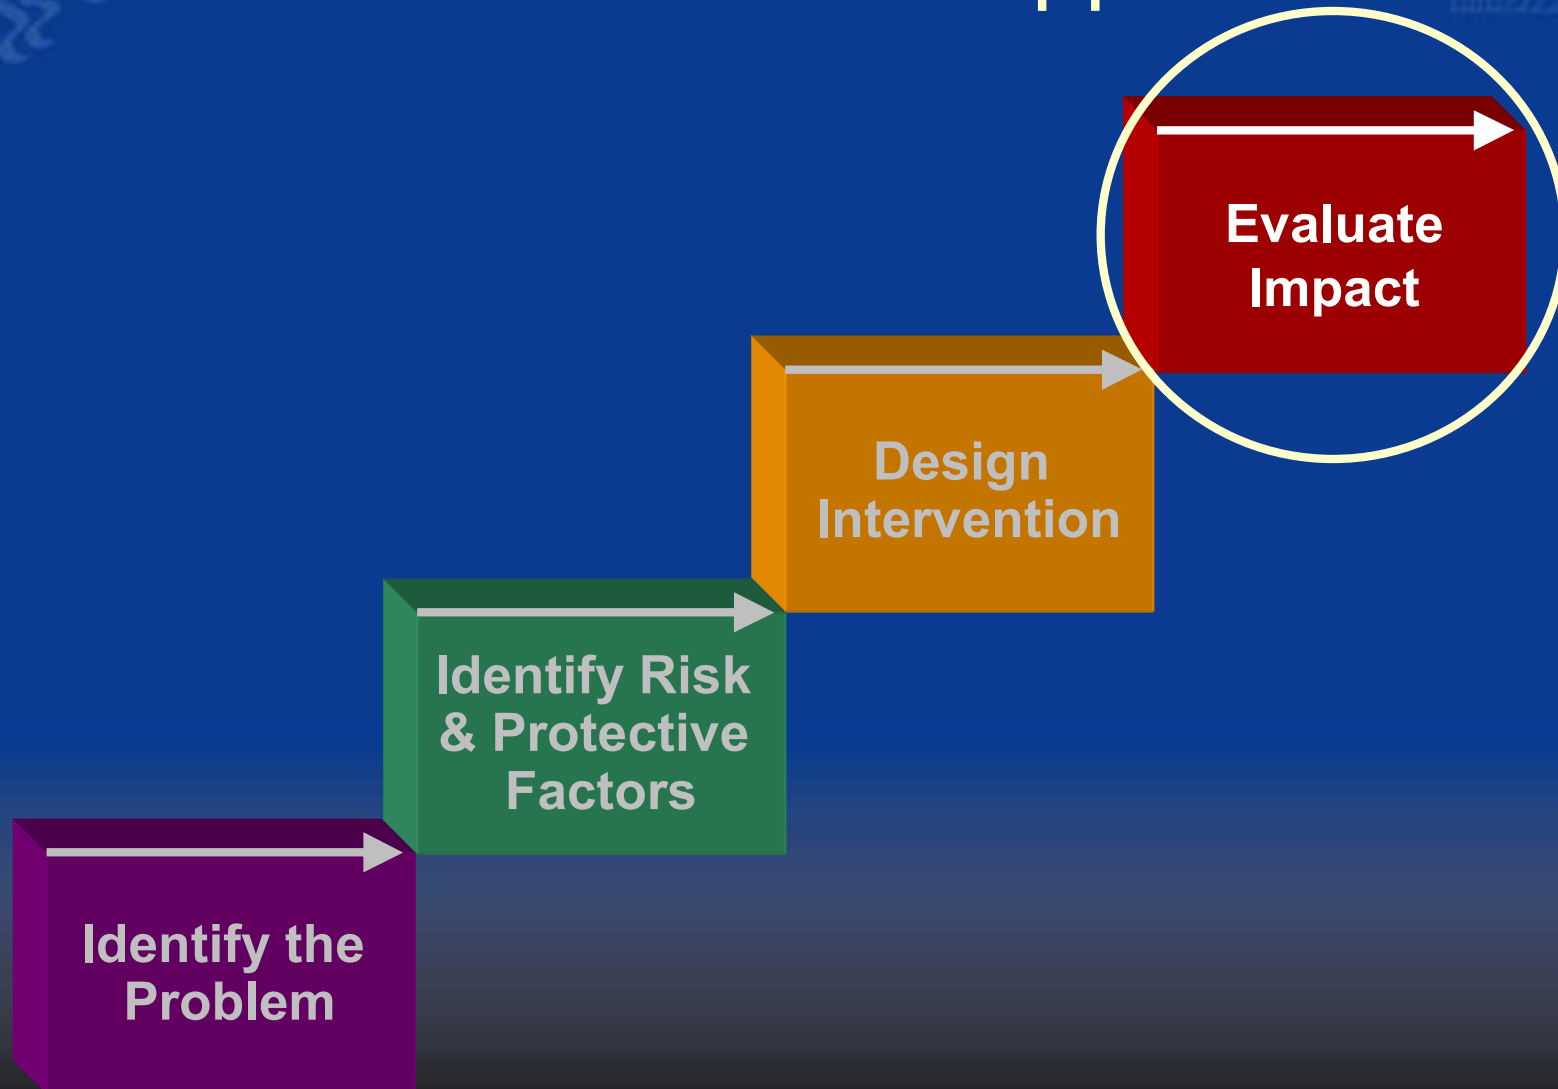 Identify the
Problem
Identify Risk
& Protective
Factors
Design
Intervention
Evaluate
Impact